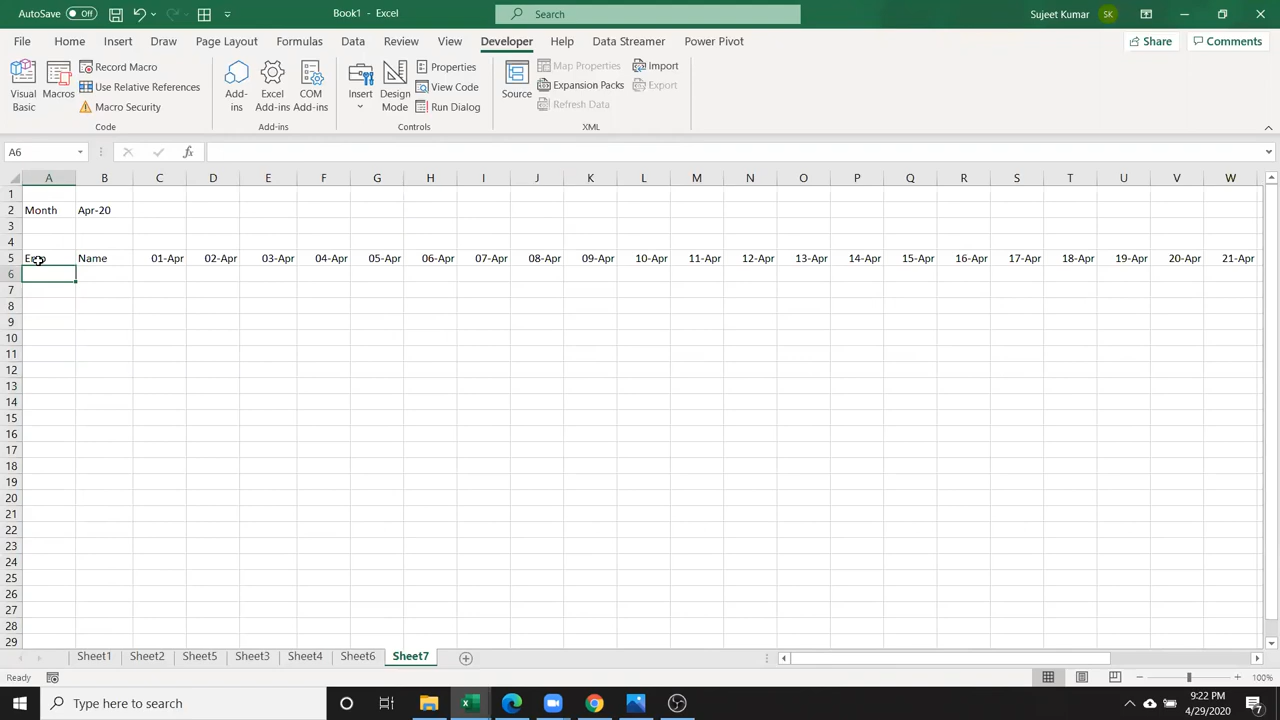 AutoSave Off Book1 - Excel Search Sujeet Kumar SK
File Home Insert Draw Page Layout Formulas Data Review View Developer Help Data Streamer Power Pivot Share Comments
Visual Basic Macros Record Macro Use Relative References Macro Security
Add-ins Excel Add-ins COM Add-ins
Insert Design Mode Properties View Code Run Dialog
Source Map Properties Expansion Packs Refresh Data Import Export
Code Add-ins Controls XML
A6 fx
A B C D E F G H I J K L M N O P Q R S T U V W
1
2 Month Apr-20
3
4
5 Name 01-Apr 02-Apr 03-Apr 04-Apr 05-Apr 06-Apr 07-Apr 08-Apr 09-Apr 10-Apr 11-Apr 12-Apr 13-Apr 14-Apr 15-Apr 16-Apr 17-Apr 18-Apr 19-Apr 20-Apr 21-Apr
6
7
8
9
10
11
12
13
14
15
16
17
18
19
20
21
22
23
24
25
26
27
28
29
Sheet1 Sheet2 Sheet5 Sheet3 Sheet4 Sheet6 Sheet7
Ready 100%
Type here to search 9:22 PM
4/29/2020 7